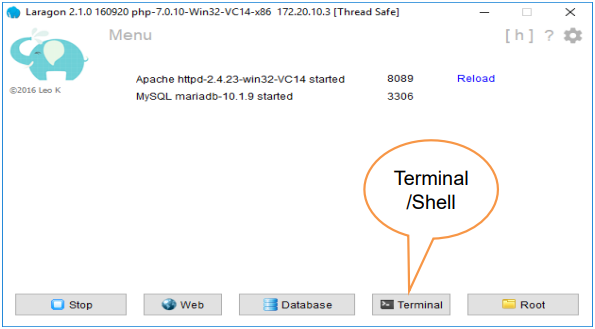 Laragon 2.1.0 160920 php-7.0.10-Win32-VC14-x86 172.20.10.3 [Thread Safe]
Menu
[ h ] ?
©2016 Leo K
Apache httpd-2.4.23-win32-VC14 started 8089 Reload
MySQL mariadb-10.1.9 started 3306
Terminal
/Shell
Stop Web Database Terminal Root